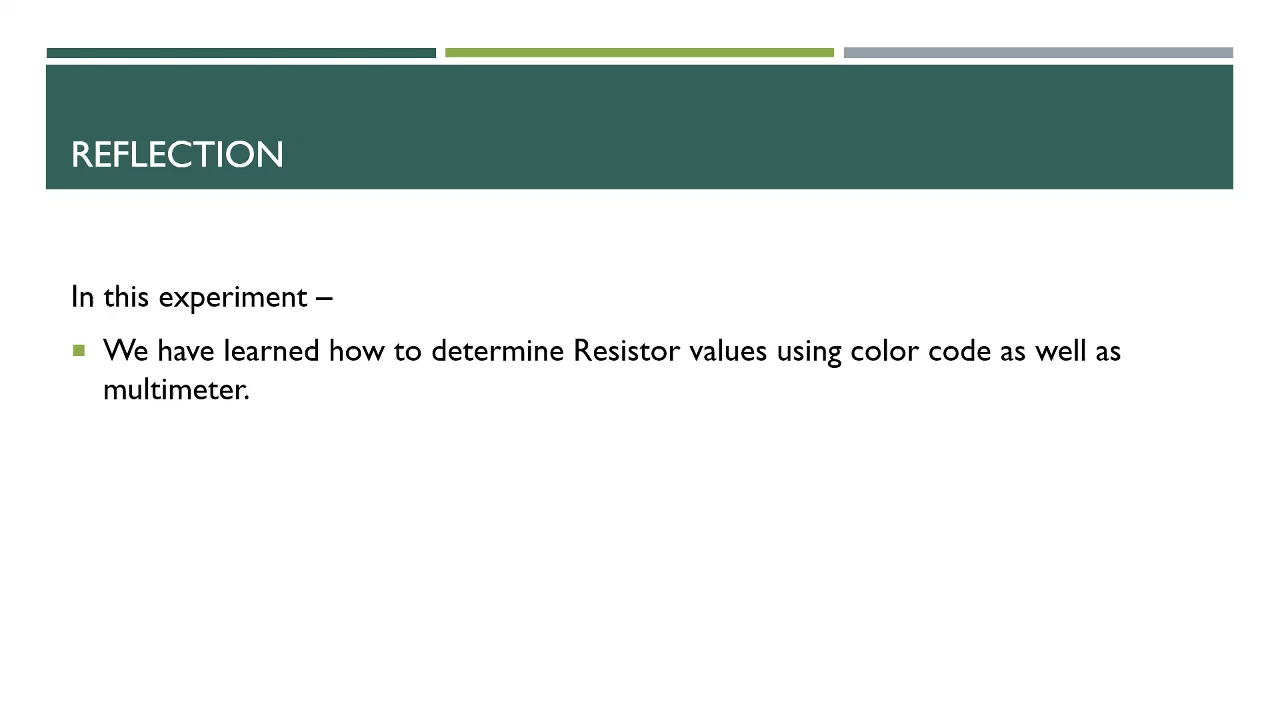 REFLECTION
In this experiment –
▪ We have learned how to determine Resistor values using color code as well as
multimeter.